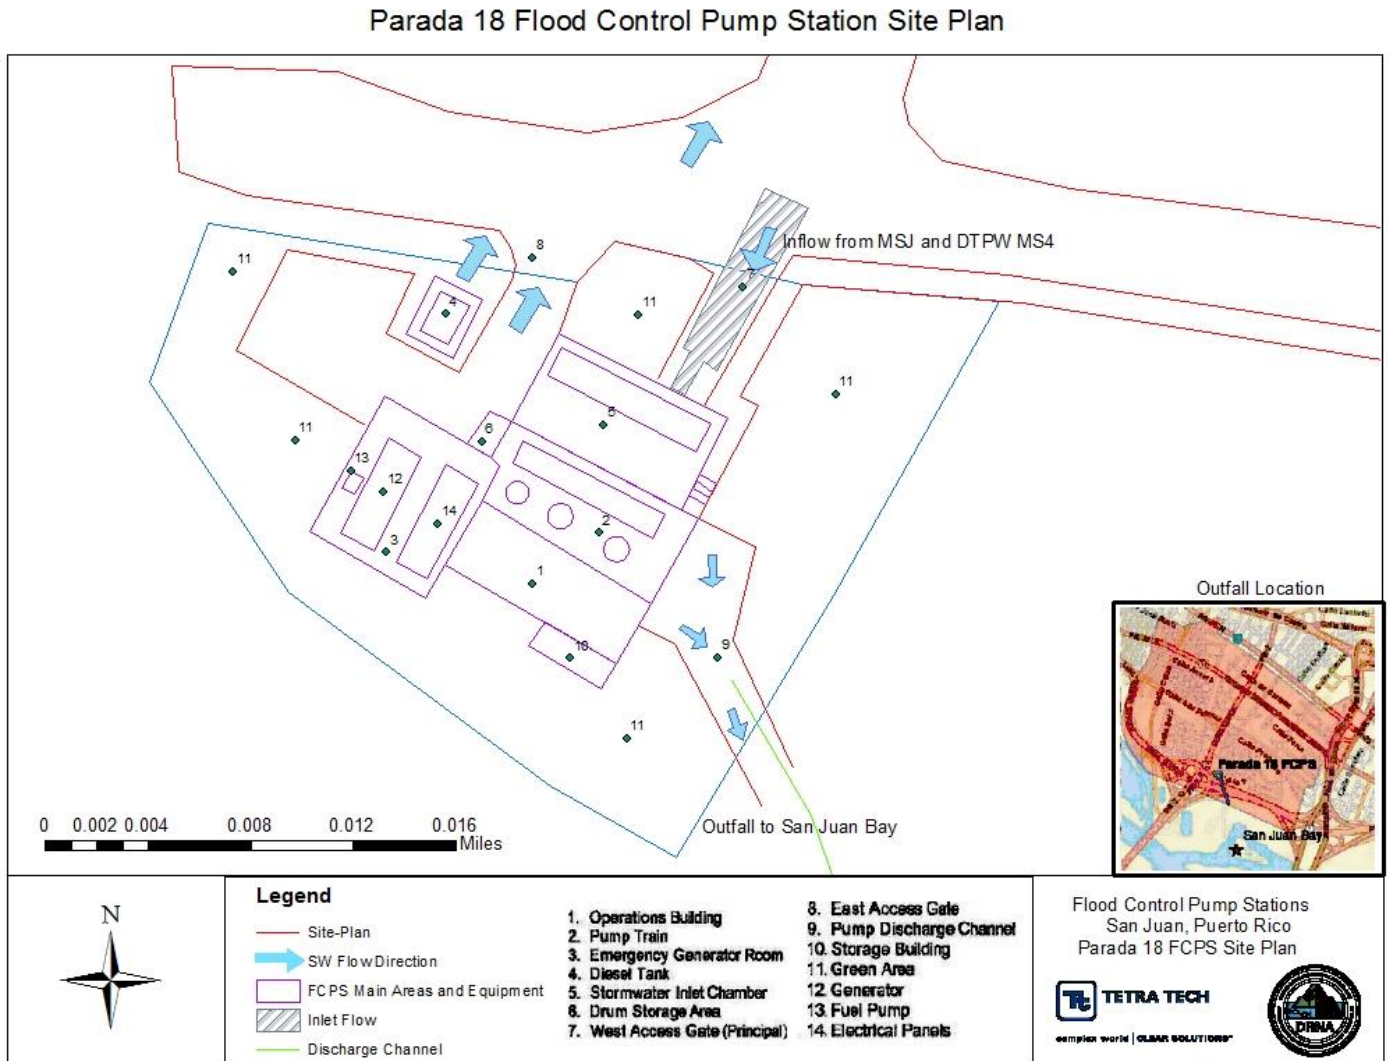 Parada 18 Flood Control Pump Station Site Plan
Inflow from MSJ and DTPW MS4
8
11
4
11
7
11
5
11
6
13
12
14
2
3
1
10
9
11
Outfall to San Juan Bay
0 0.002 0.004 0.008 0.012 0.016
Miles
Outfall Location
Parada 18 FCPS
San Juan Bay
N
Legend
Site-Plan
SW Flow Direction
FCPS Main Areas and Equipment
Inlet Flow
Discharge Channel
1. Operations Building
2. Pump Train
3. Emergency Generator Room
4. Diesel Tank
5. Stormwater Inlet Chamber
6. Drum Storage Area
7. West Access Gate (Principal)
8. East Access Gate
9. Pump Discharge Channel
10. Storage Building
11. Green Area
12. Generator
13. Fuel Pump
14. Electrical Panels
Flood Control Pump Stations
San Juan, Puerto Rico
Parada 18 FCPS Site Plan
TETRA TECH
complex world | CLEAR SOLUTIONS™
DRNA